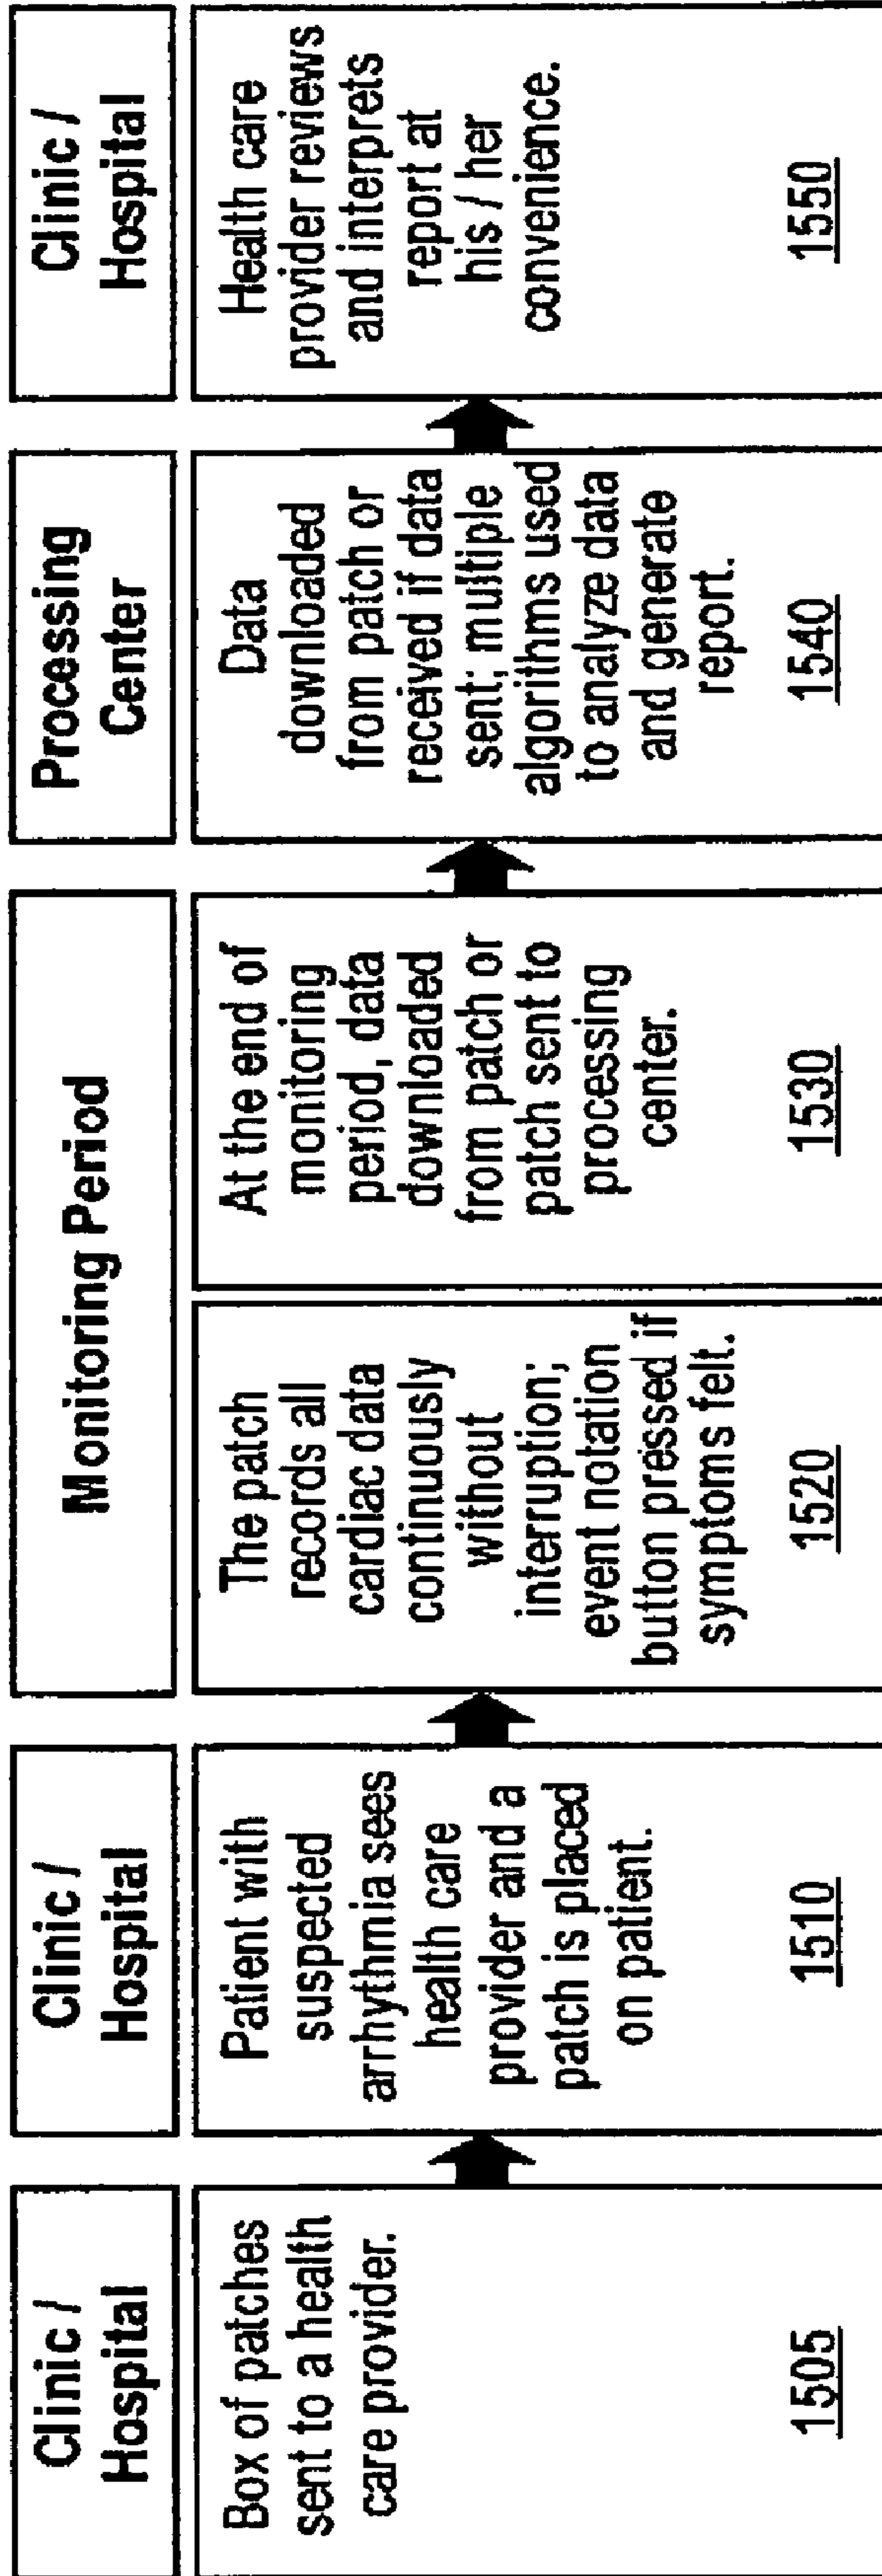 Clinic /
Hospital
Box of patches
sent to a health
care provider.
1505
Clinic /
Hospital
Patient with
suspected
arrhythmia sees
health care
provider and a
patch is placed
on patient.
1510
Monitoring Period
The patch
records all
cardiac data
continuously
without
interruption;
event notation
button pressed if
symptoms felt.
1520
At the end of
monitoring
period, data
downloaded
from patch or
patch sent to
processing
center.
1530
Processing
Center
Data
downloaded
from patch or
received if data
sent; multiple
algorithms used
to analyze data
and generate
report.
1540
Clinic /
Hospital
Health care
provider reviews
and interprets
report at
his / her
convenience.
1550